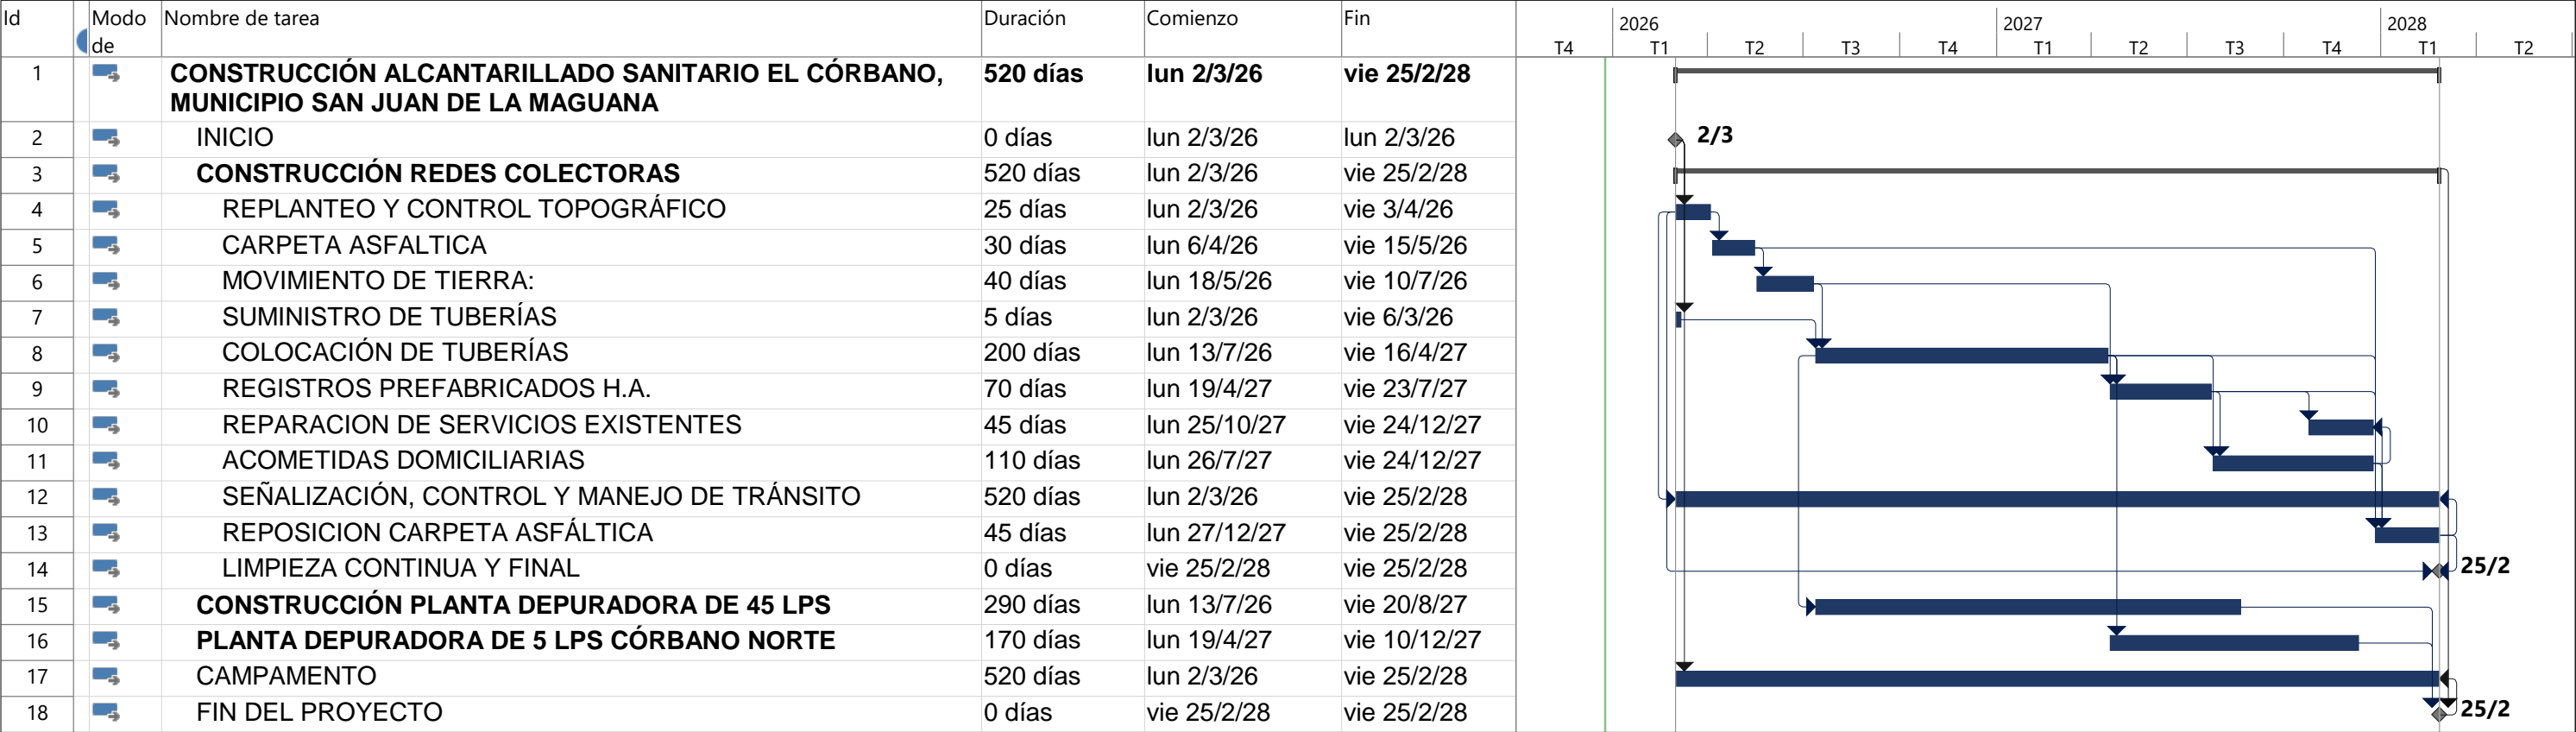 Id Modo de Nombre de tarea Duración Comienzo Fin
2026 2027 2028
T4 T1 T2 T3 T4 T1 T2 T3 T4 T1 T2
1 CONSTRUCCIÓN ALCANTARILLADO SANITARIO EL CÓRBANO, 520 días lun 2/3/26 vie 25/2/28
MUNICIPIO SAN JUAN DE LA MAGUANA
2 INICIO 0 días lun 2/3/26 lun 2/3/26 2/3
3 CONSTRUCCIÓN REDES COLECTORAS 520 días lun 2/3/26 vie 25/2/28
4 REPLANTEO Y CONTROL TOPOGRÁFICO 25 días lun 2/3/26 vie 3/4/26
5 CARPETA ASFALTICA 30 días lun 6/4/26 vie 15/5/26
6 MOVIMIENTO DE TIERRA: 40 días lun 18/5/26 vie 10/7/26
7 SUMINISTRO DE TUBERÍAS 5 días lun 2/3/26 vie 6/3/26
8 COLOCACIÓN DE TUBERÍAS 200 días lun 13/7/26 vie 16/4/27
9 REGISTROS PREFABRICADOS H.A. 70 días lun 19/4/27 vie 23/7/27
10 REPARACION DE SERVICIOS EXISTENTES 45 días lun 25/10/27 vie 24/12/27
11 ACOMETIDAS DOMICILIARIAS 110 días lun 26/7/27 vie 24/12/27
12 SEÑALIZACIÓN, CONTROL Y MANEJO DE TRÁNSITO 520 días lun 2/3/26 vie 25/2/28
13 REPOSICION CARPETA ASFÁLTICA 45 días lun 27/12/27 vie 25/2/28
14 LIMPIEZA CONTINUA Y FINAL 0 días vie 25/2/28 vie 25/2/28 25/2
15 CONSTRUCCIÓN PLANTA DEPURADORA DE 45 LPS 290 días lun 13/7/26 vie 20/8/27
16 PLANTA DEPURADORA DE 5 LPS CÓRBANO NORTE 170 días lun 19/4/27 vie 10/12/27
17 CAMPAMENTO 520 días lun 2/3/26 vie 25/2/28
18 FIN DEL PROYECTO 0 días vie 25/2/28 vie 25/2/28 25/2